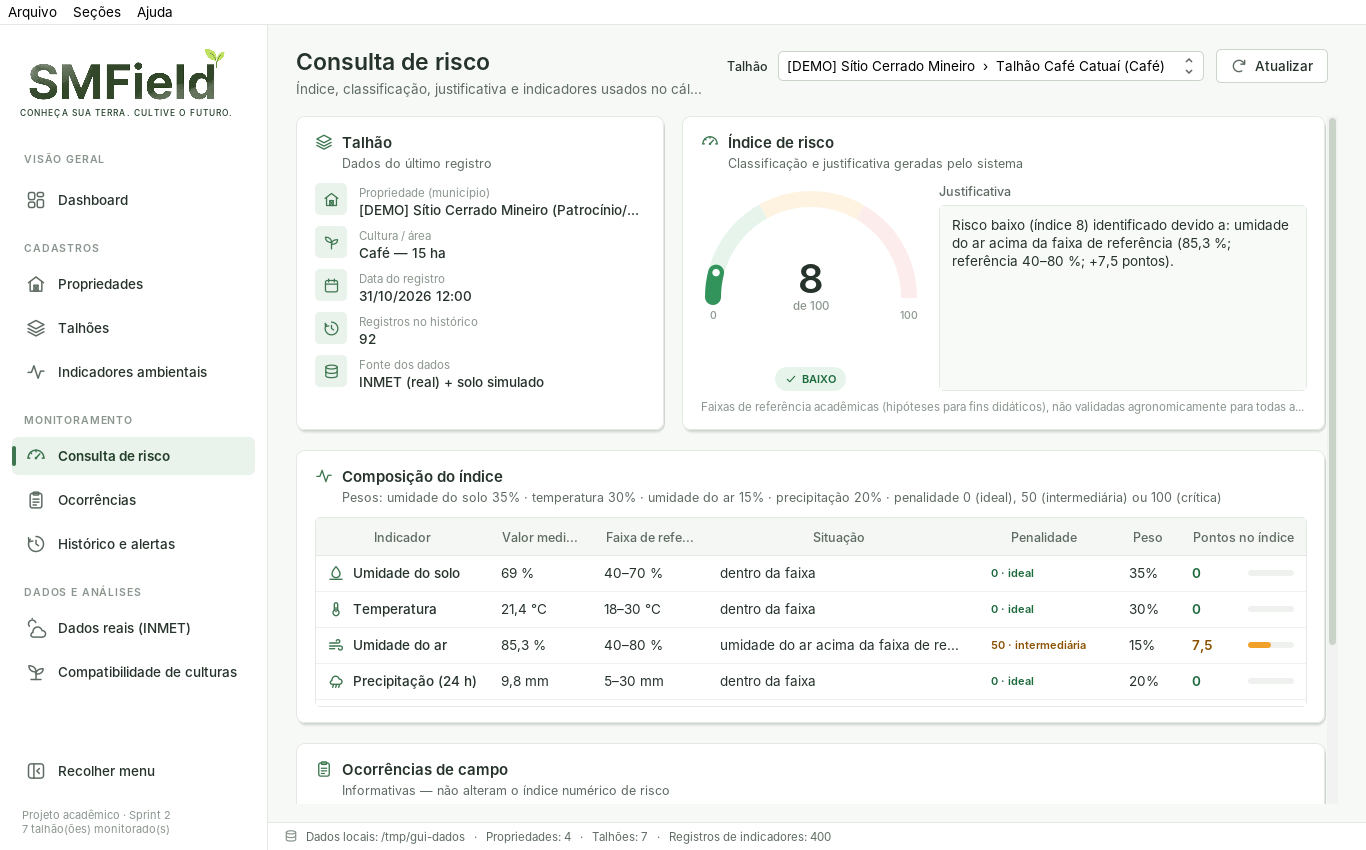 Arquivo Seções Ajuda
SMField
CONHEÇA SUA TERRA. CULTIVE O FUTURO.
VISÃO GERAL
Dashboard
CADASTROS
Propriedades
Talhões
Indicadores ambientais
MONITORAMENTO
Consulta de risco
Ocorrências
Histórico e alertas
DADOS E ANÁLISES
Dados reais (INMET)
Compatibilidade de culturas
Recolher menu
Projeto acadêmico · Sprint 2
7 talhão(ões) monitorado(s)
Consulta de risco
Índice, classificação, justificativa e indicadores usados no cál...
Talhão
[DEMO] Sítio Cerrado Mineiro › Talhão Café Catuaí (Café)
Atualizar
Talhão
Dados do último registro
Propriedade (município)
[DEMO] Sítio Cerrado Mineiro (Patrocínio/...
Cultura / área
Café — 15 ha
Data do registro
31/10/2026 12:00
Registros no histórico
92
Fonte dos dados
INMET (real) + solo simulado
Índice de risco
Classificação e justificativa geradas pelo sistema
8
de 100
0
100
BAIXO
Justificativa
Risco baixo (índice 8) identificado devido a: umidade
do ar acima da faixa de referência (85,3 %;
referência 40–80 %; +7,5 pontos).
Faixas de referência acadêmicas (hipóteses para fins didáticos), não validadas agronomicamente para todas a...
Composição do índice
Pesos: umidade do solo 35% · temperatura 30% · umidade do ar 15% · precipitação 20% · penalidade 0 (ideal), 50 (intermediária) ou 100 (crítica)
Indicador Valor medi... Faixa de refe... Situação Penalidade Peso Pontos no índice
Umidade do solo 69 % 40–70 % dentro da faixa 0 · ideal 35% 0
Temperatura 21,4 °C 18–30 °C dentro da faixa 0 · ideal 30% 0
Umidade do ar 85,3 % 40–80 % umidade do ar acima da faixa de re... 50 · intermediária 15% 7,5
Precipitação (24 h) 9,8 mm 5–30 mm dentro da faixa 0 · ideal 20% 0
Ocorrências de campo
Informativas — não alteram o índice numérico de risco
Dados locais: /tmp/gui-dados · Propriedades: 4 · Talhões: 7 · Registros de indicadores: 400